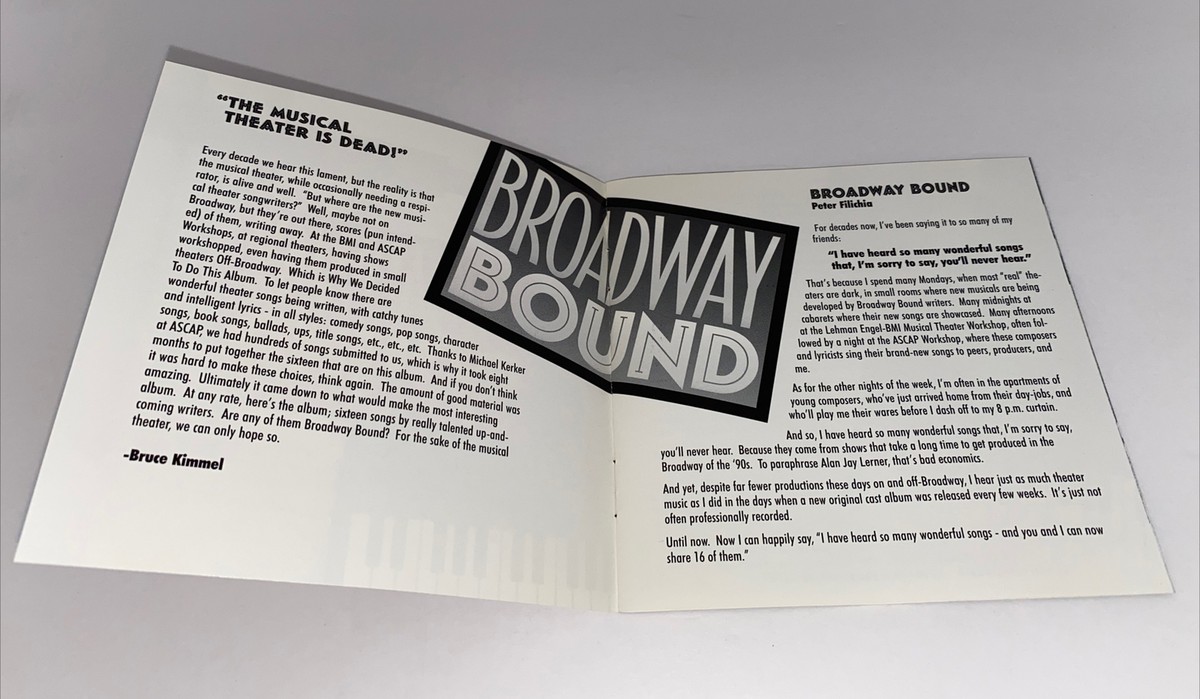 “THE MUSICAL
THEATER IS DEAD!”
Every decade we hear this lament, but the reality is that
the musical theater, while occasionally needing a respi-
rator, is alive and well. “But where are the new musi-
cal theater songwriters?” Well, maybe not on
Broadway, but they’re out there, scores (pun intend-
ed) of them, writing away. At the BMI and ASCAP
Workshops, at regional theaters, having shows
workshopped, even having them produced in small
theaters Off-Broadway. Which is Why We Decided
To Do This Album. To let people know there are
wonderful theater songs being written, with catchy tunes
and intelligent lyrics - in all styles: comedy songs, pop songs, character
songs, book songs, ballads, ups, title songs, etc., etc., etc. Thanks to Michael Kerker
at ASCAP, we had hundreds of songs submitted to us, which is why it took eight
months to put together the sixteen that are on this album. And if you don’t think
it was hard to make these choices, think again. The amount of good material was
amazing. Ultimately it came down to what would make the most interesting
album. At any rate, here’s the album; sixteen songs by really talented up-and-
coming writers. Are any of them Broadway Bound? For the sake of the musical
theater, we can only hope so.
-Bruce Kimmel
BROADWAY
BOUND
BROADWAY BOUND
Peter Filichia
For decades now, I’ve been saying it to so many of my
friends:
“I have heard so many wonderful songs
that, I’m sorry to say, you’ll never hear.”
That’s because I spend many Mondays, when most “real” the-
aters are dark, in small rooms where new musicals are being
developed by Broadway Bound writers. Many midnights at
cabarets where their new songs are showcased. Many afternoons
at the Lehman Engel-BMI Musical Theater Workshop, often fol-
lowed by a night at the ASCAP Workshop, where these composers
and lyricists sing their brand-new songs to peers, producers, and
me.
As for the other nights of the week, I’m often in the apartments of
young composers, who’ve just arrived home from their day-jobs, and
who’ll play me their wares before I dash off to my 8 p.m. curtain.
And so, I have heard so many wonderful songs that, I’m sorry to say,
you’ll never hear. Because they come from shows that take a long time to get produced in the
Broadway of the ’90s. To paraphrase Alan Jay Lerner, that’s bad economics.
And yet, despite far fewer productions these days on and off-Broadway, I hear just as much theater
music as I did in the days when a new original cast album was released every few weeks. It’s just not
often professionally recorded.
Until now. Now I can happily say, “I have heard so many wonderful songs - and you and I can now
share 16 of them.”